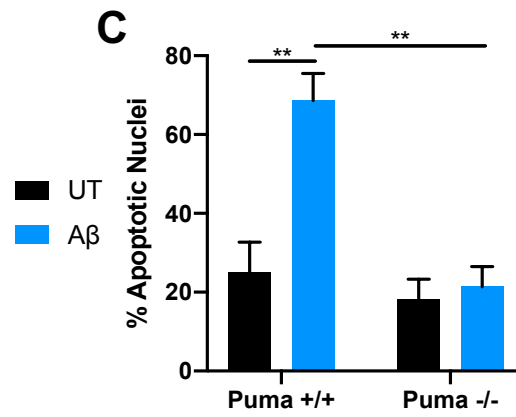 C
** **
80
60
40
20
0
% Apoptotic Nuclei
UT
Aβ
Puma +/+ Puma -/-